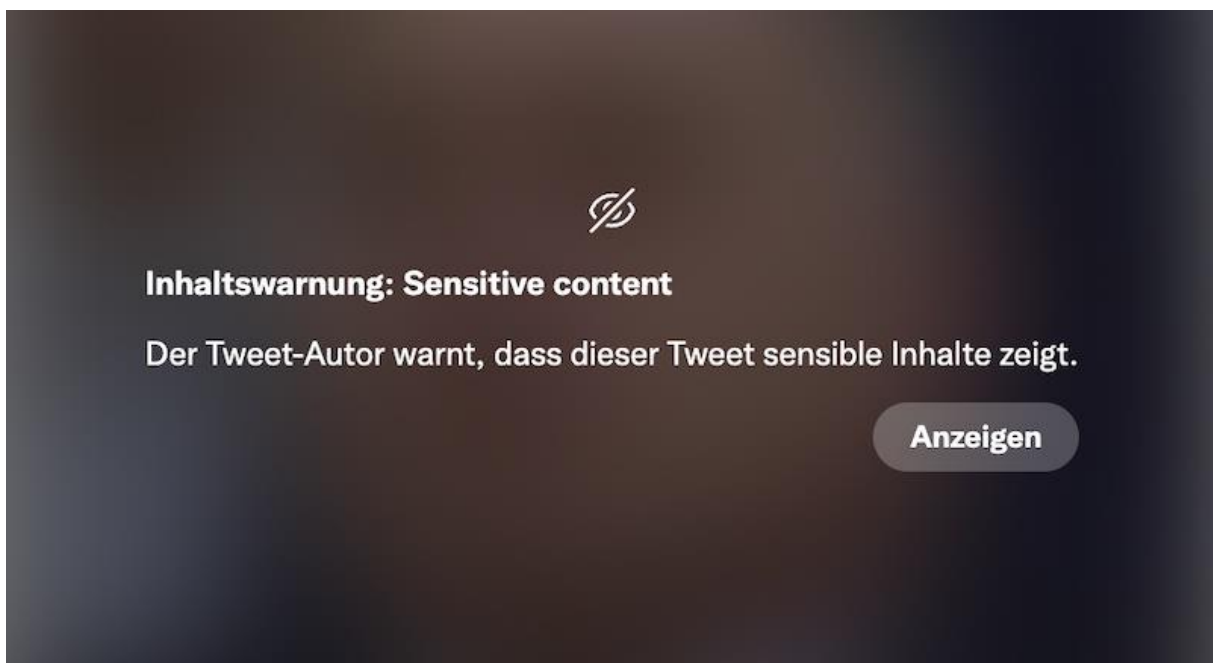 Inhaltswarnung: Sensitive content
Der Tweet-Autor warnt, dass dieser Tweet sensible Inhalte zeigt.
Anzeigen